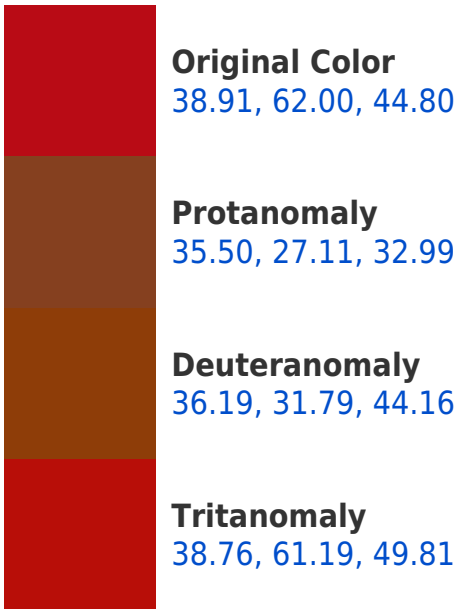 Original Color
38.91, 62.00, 44.80
Protanomaly
35.50, 27.11, 32.99
Deuteranomaly
36.19, 31.79, 44.16
Tritanomaly
38.76, 61.19, 49.81